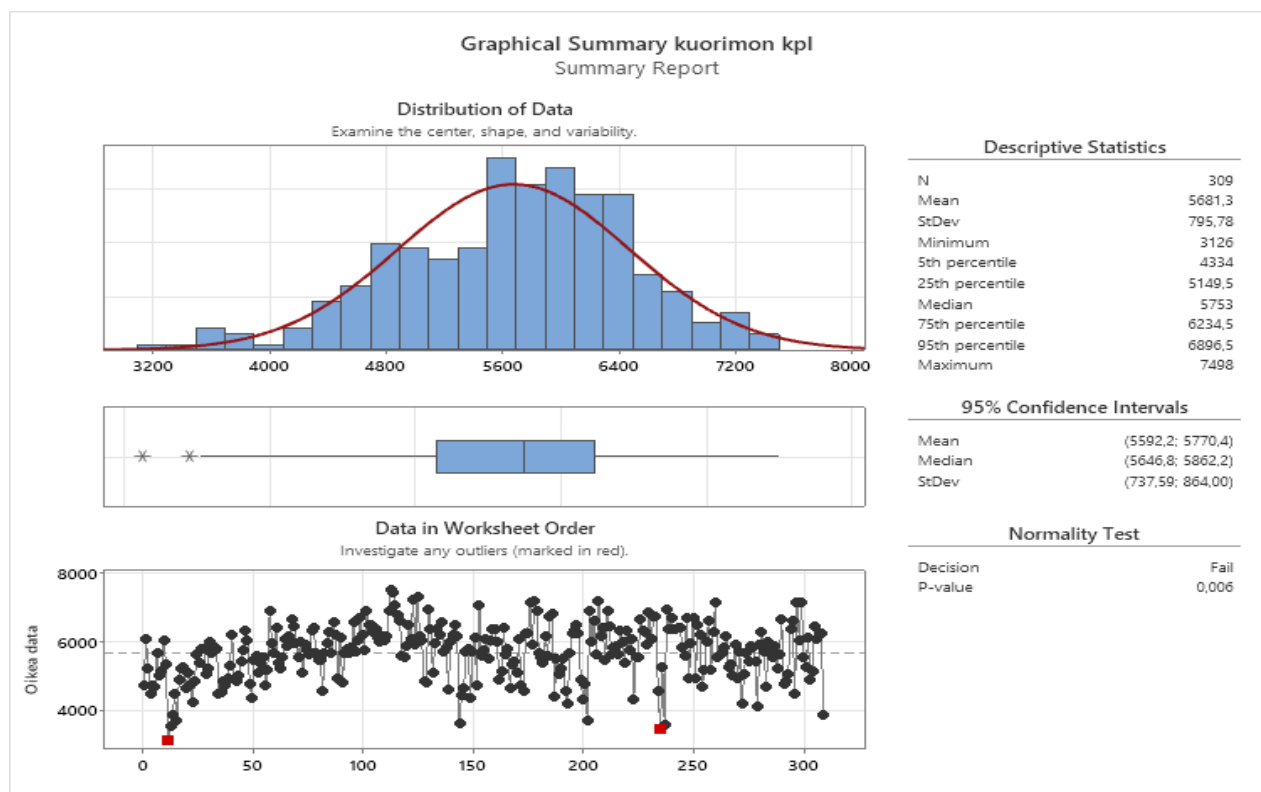 Graphical Summary kuorimon kpl
Summary Report
Distribution of Data
Examine the center, shape, and variability.
3200 4000 4800 5600 6400 7200 8000
Data in Worksheet Order
Investigate any outliers (marked in red).
Oikea data
8000
6000
4000
0 50 100 150 200 250 300
Descriptive Statistics
N 309
Mean 5681,3
StDev 795,78
Minimum 3126
5th percentile 4334
25th percentile 5149,5
Median 5753
75th percentile 6234,5
95th percentile 6896,5
Maximum 7498
95% Confidence Intervals
Mean (5592,2; 5770,4)
Median (5646,8; 5862,2)
StDev (737,59; 864,00)
Normality Test
Decision Fail
P-value 0,006